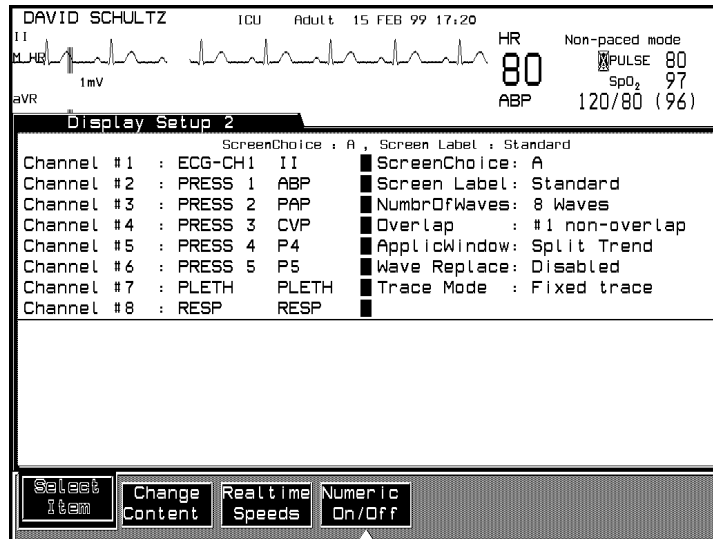 DAVID SCHULTZ ICU Adult 15 FEB 99 17:20
II HR Non-paced mode
M HR 80 PULSE 80
1mV SpO₂ 97
aVR ABP 120/80 (96)
Display Setup 2
ScreenChoice : A , Screen Label : Standard
Channel #1 : ECG-CH1 II ScreenChoice: A
Channel #2 : PRESS 1 ABP Screen Label: Standard
Channel #3 : PRESS 2 PAP NumbrOfWaves: 8 Waves
Channel #4 : PRESS 3 CVP Overlap : #1 non-overlap
Channel #5 : PRESS 4 P4 ApplicWindow: Split Trend
Channel #6 : PRESS 5 P5 Wave Replace: Disabled
Channel #7 : PLETH PLETH Trace Mode : Fixed trace
Channel #8 : RESP RESP
Select Item
Change Content
Realtime Speeds
Numeric On/Off